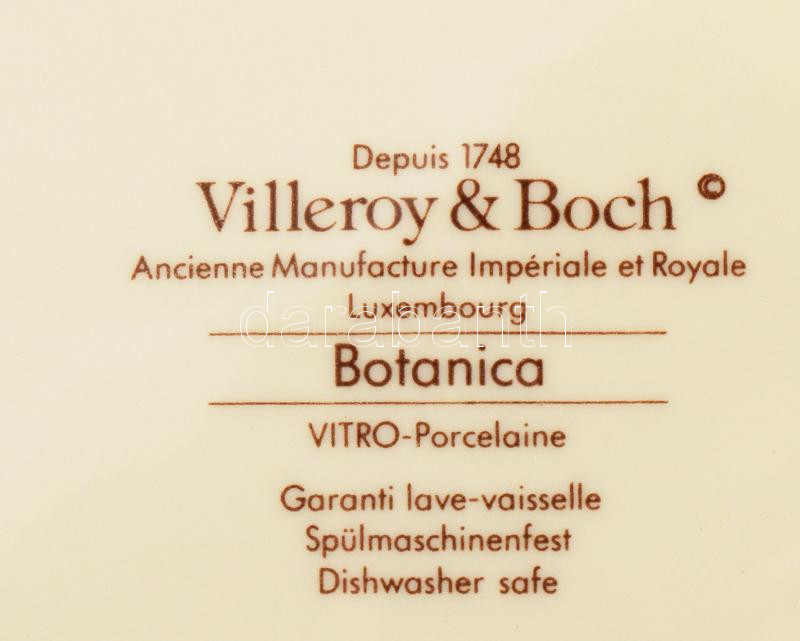 Depuis 1748
Villeroy & Boch ©
Ancienne Manufacture Impériale et Royale
Luxembourg
darabanth
Botanica
VITRO-Porcelaine
Garanti lave-vaisselle
Spülmaschinenfest
Dishwasher safe